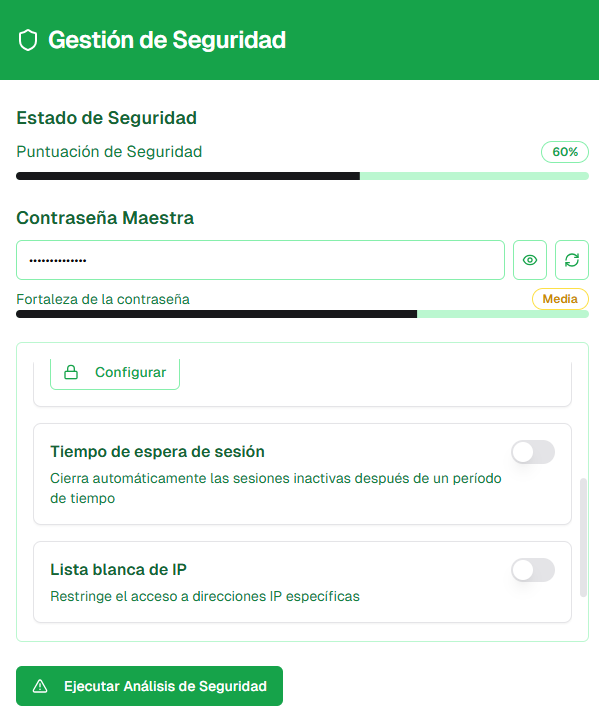 Gestión de Seguridad
Estado de Seguridad
Puntuación de Seguridad
60%
Contraseña Maestra
••••••••••••••
Fortaleza de la contraseña
Media
Configurar
Tiempo de espera de sesión
Cierra automáticamente las sesiones inactivas después de un período
de tiempo
Lista blanca de IP
Restringe el acceso a direcciones IP específicas
Ejecutar Análisis de Seguridad